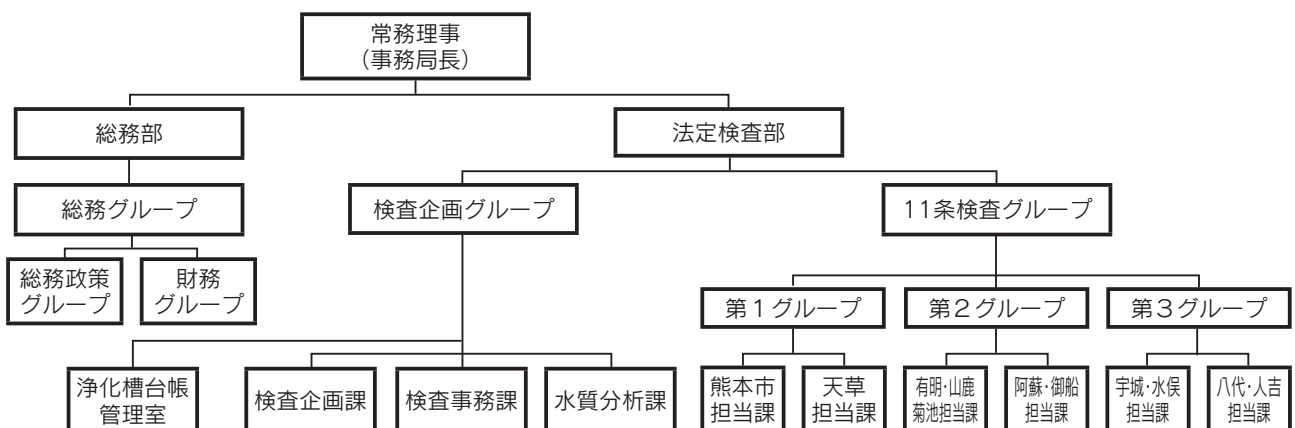 常務理事
（事務局長）
総務部
法定検査部
総務グループ
検査企画グループ
11条検査グループ
総務政策
グループ
財務
グループ
第１グループ
第２グループ
第３グループ
浄化槽台帳
管理室
検査企画課
検査事務課
水質分析課
熊本市
担当課
天草
担当課
有明・山鹿
菊池担当課
阿蘇・御船
担当課
宇城・水俣
担当課
八代・人吉
担当課